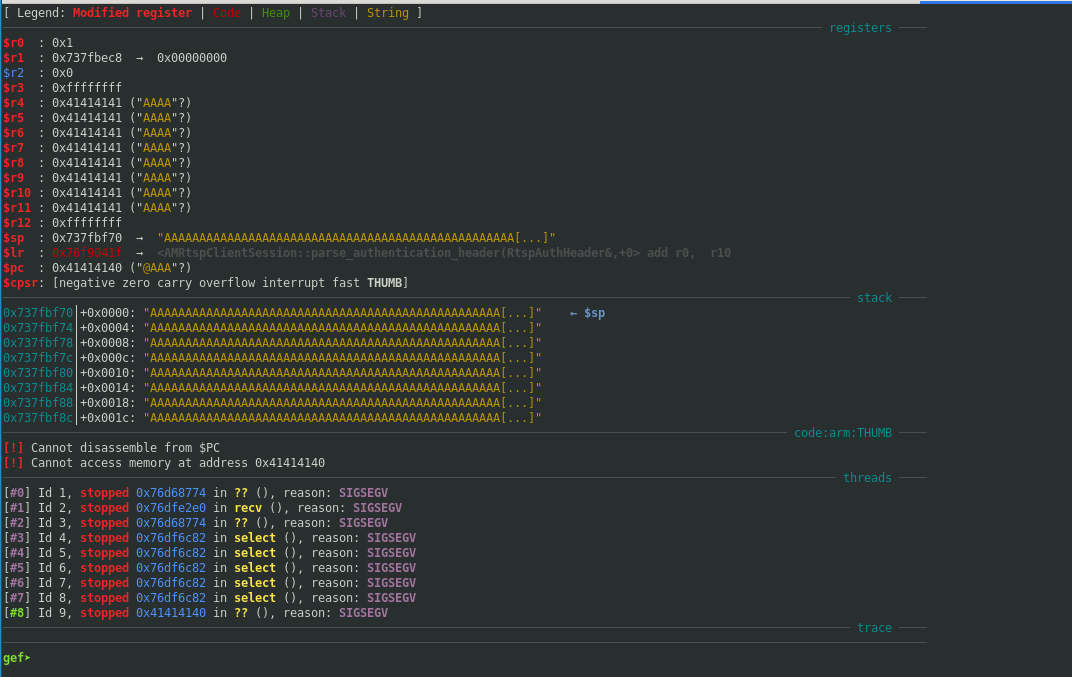 [ Legend: Modified register | Code | Heap | Stack | String ]
registers
$r0  : 0x1
$r1  : 0x737fbec8  →  0x00000000
$r2  : 0x0
$r3  : 0xffffffff
$r4  : 0x41414141 ("AAAA"?)
$r5  : 0x41414141 ("AAAA"?)
$r6  : 0x41414141 ("AAAA"?)
$r7  : 0x41414141 ("AAAA"?)
$r8  : 0x41414141 ("AAAA"?)
$r9  : 0x41414141 ("AAAA"?)
$r10 : 0x41414141 ("AAAA"?)
$r11 : 0x41414141 ("AAAA"?)
$r12 : 0xffffffff
$sp  : 0x737fbf70  →  "AAAAAAAAAAAAAAAAAAAAAAAAAAAAAAAAAAAAAAAAAAAAAAAAAA[...]"
$lr  : 0x76f9041f  →  <AMRtspClientSession::parse_authentication_header(RtspAuthHeader&,+0> add r0,  r10
$pc  : 0x41414140 ("@AAA"?)
$cpsr: [negative zero carry overflow interrupt fast THUMB]
stack
0x737fbf70│+0x0000: "AAAAAAAAAAAAAAAAAAAAAAAAAAAAAAAAAAAAAAAAAAAAAAAAAA[...]"    ← $sp
0x737fbf74│+0x0004: "AAAAAAAAAAAAAAAAAAAAAAAAAAAAAAAAAAAAAAAAAAAAAAAAAA[...]"
0x737fbf78│+0x0008: "AAAAAAAAAAAAAAAAAAAAAAAAAAAAAAAAAAAAAAAAAAAAAAAAAA[...]"
0x737fbf7c│+0x000c: "AAAAAAAAAAAAAAAAAAAAAAAAAAAAAAAAAAAAAAAAAAAAAAAAAA[...]"
0x737fbf80│+0x0010: "AAAAAAAAAAAAAAAAAAAAAAAAAAAAAAAAAAAAAAAAAAAAAAAAAA[...]"
0x737fbf84│+0x0014: "AAAAAAAAAAAAAAAAAAAAAAAAAAAAAAAAAAAAAAAAAAAAAAAAAA[...]"
0x737fbf88│+0x0018: "AAAAAAAAAAAAAAAAAAAAAAAAAAAAAAAAAAAAAAAAAAAAAAAAAA[...]"
0x737fbf8c│+0x001c: "AAAAAAAAAAAAAAAAAAAAAAAAAAAAAAAAAAAAAAAAAAAAAAAAAA[...]"
code:arm:THUMB
[!] Cannot disassemble from $PC
[!] Cannot access memory at address 0x41414140
threads
[#0] Id 1, stopped 0x76d68774 in ?? (), reason: SIGSEGV
[#1] Id 2, stopped 0x76dfe2e0 in recv (), reason: SIGSEGV
[#2] Id 3, stopped 0x76d68774 in ?? (), reason: SIGSEGV
[#3] Id 4, stopped 0x76df6c82 in select (), reason: SIGSEGV
[#4] Id 5, stopped 0x76df6c82 in select (), reason: SIGSEGV
[#5] Id 6, stopped 0x76df6c82 in select (), reason: SIGSEGV
[#6] Id 7, stopped 0x76df6c82 in select (), reason: SIGSEGV
[#7] Id 8, stopped 0x76df6c82 in select (), reason: SIGSEGV
[#8] Id 9, stopped 0x41414140 in ?? (), reason: SIGSEGV
trace
gef➤